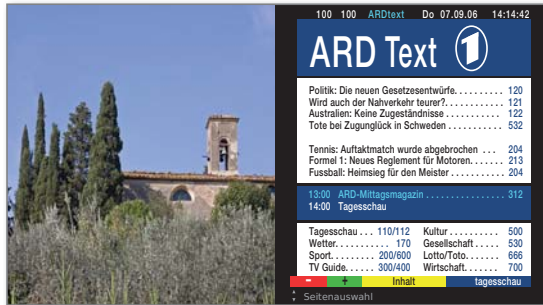 100 100 ARDtext Do 07.09.06 14:14:42
ARD Text 1
Politik: Die neuen Gesetzesentwürfe.......... 120
Wird auch der Nahverkehr teurer?............ 121
Australien: Keine Zugeständnisse ............ 122
Tote bei Zugunglück in Schweden ........... 532
Tennis: Auftaktmatch wurde abgebrochen ... 204
Formel 1: Neues Reglement für Motoren....... 213
Fussball: Heimsieg für den Meister ........... 204
13:00 ARD-Mittagsmagazin ................ 312
14:00 Tagesschau
Tagesschau ... 110/112 Kultur ........... 500
Wetter.......... 170 Gesellschaft ..... 530
Sport......... 200/600 Lotto/Toto....... 666
TV Guide..... 300/400 Wirtschaft....... 700
- + Inhalt tagesschau
Seitenauswahl